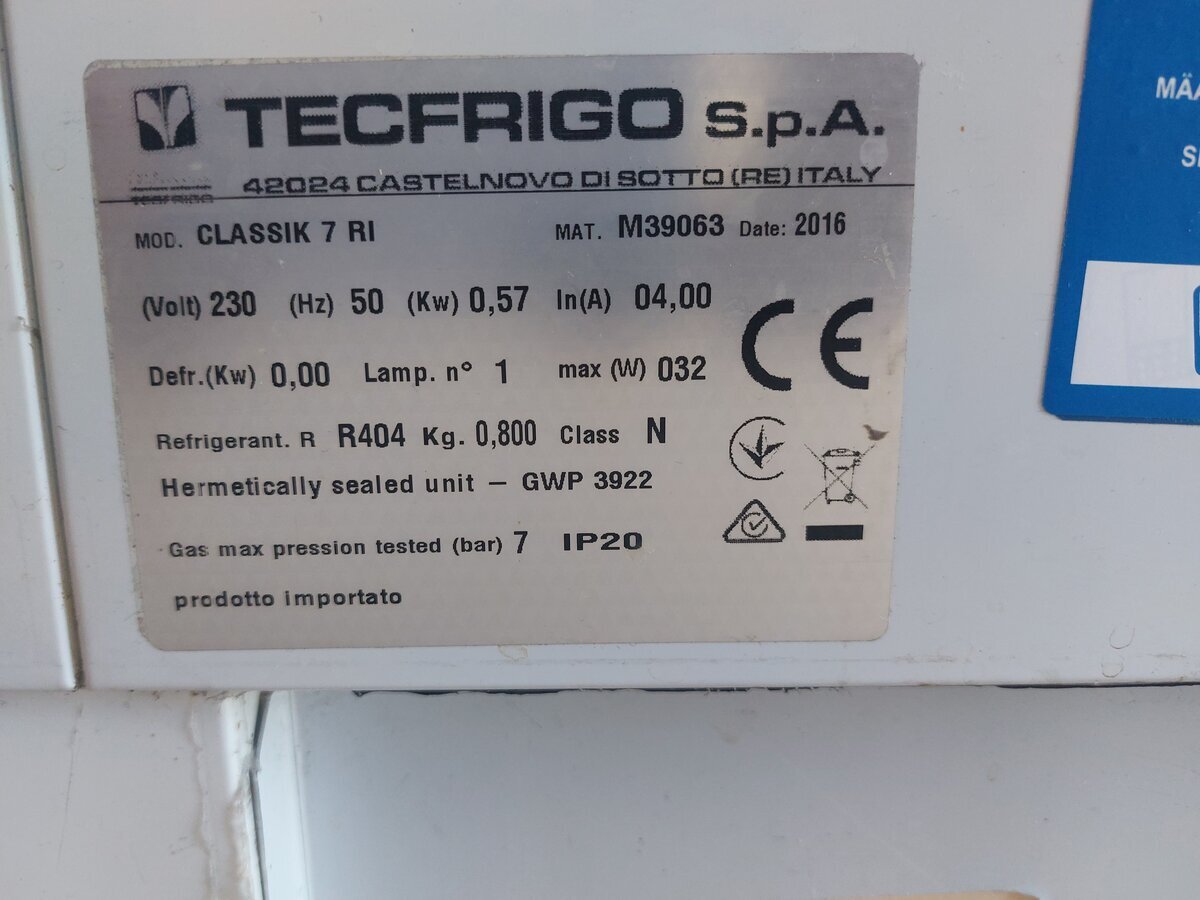 TECFRIGO S.p.A.
42024 CASTELNOVO DI SOTTO (RE) ITALY
TECFRIGO
MOD. CLASSIK 7 RI MAT. M39063 Date: 2016
(Volt) 230 (Hz) 50 (Kw) 0,57 In(A) 04,00
Defr.(Kw) 0,00 Lamp. n° 1 max (W) 032
Refrigerant. R R404 Kg. 0,800 Class N
Hermetically sealed unit – GWP 3922
Gas max pression tested (bar) 7 IP20
prodotto importato
CE